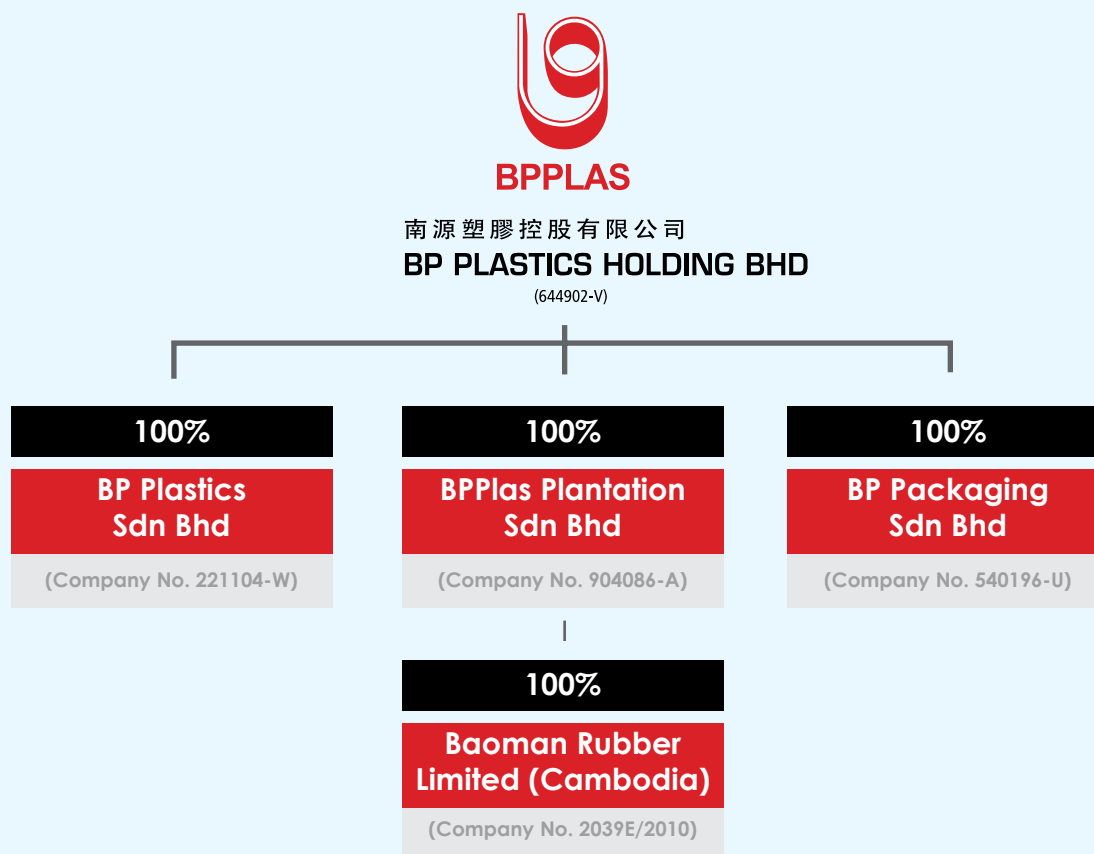 BPPLAS
南源塑膠控股有限公司
BP PLASTICS HOLDING BHD
(644902-V)
100%
BP Plastics
Sdn Bhd
(Company No. 221104-W)
100%
BPPlas Plantation
Sdn Bhd
(Company No. 904086-A)
100%
BP Packaging
Sdn Bhd
(Company No. 540196-U)
100%
Baoman Rubber
Limited (Cambodia)
(Company No. 2039E/2010)